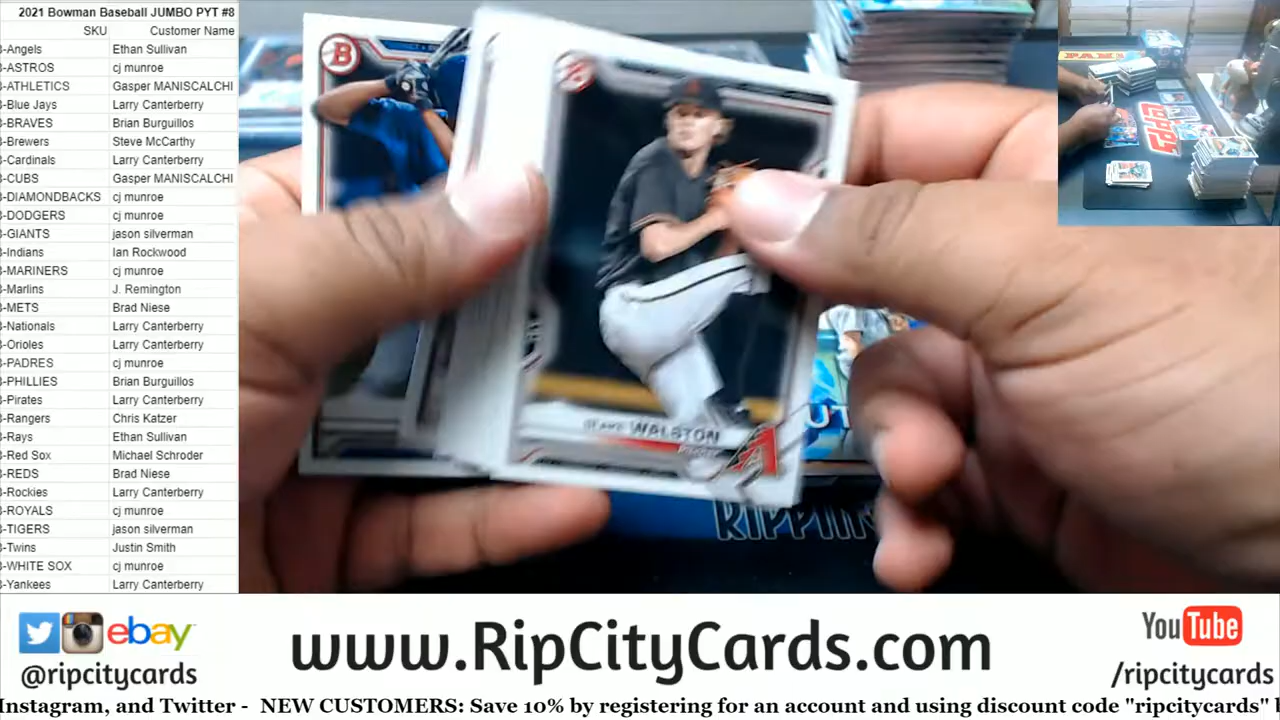 2021 Bowman Baseball JUMBO PYT #8
SKU Customer Name
-Angels Ethan Sullivan
-ASTROS cj munroe
-ATHLETICS Gasper MANISCALCHI
-Blue Jays Larry Canterberry
-BRAVES Brian Burguillos
-Brewers Steve McCarthy
-Cardinals Larry Canterberry
-CUBS Gasper MANISCALCHI
-DIAMONDBACKS cj munroe
-DODGERS cj munroe
-GIANTS jason silverman
-Indians Ian Rockwood
-MARINERS cj munroe
-Marlins J. Remington
-METS Brad Niese
-Nationals Larry Canterberry
-Orioles Larry Canterberry
-PADRES cj munroe
-PHILLIES Brian Burguillos
-Pirates Larry Canterberry
-Rangers Chris Katzer
-Rays Ethan Sullivan
-Red Sox Michael Schroder
-REDS Brad Niese
-Rockies Larry Canterberry
-ROYALS cj munroe
-TIGERS jason silverman
-Twins Justin Smith
-WHITE SOX cj munroe
-Yankees Larry Canterberry
B
B
WALSTON
A
RIPPIN
topps
ebay
@ripcitycards
www.RipCityCards.com
YouTube
/ripcitycards
Instagram, and Twitter - NEW CUSTOMERS: Save 10% by registering for an account and using discount code "ripcitycards"